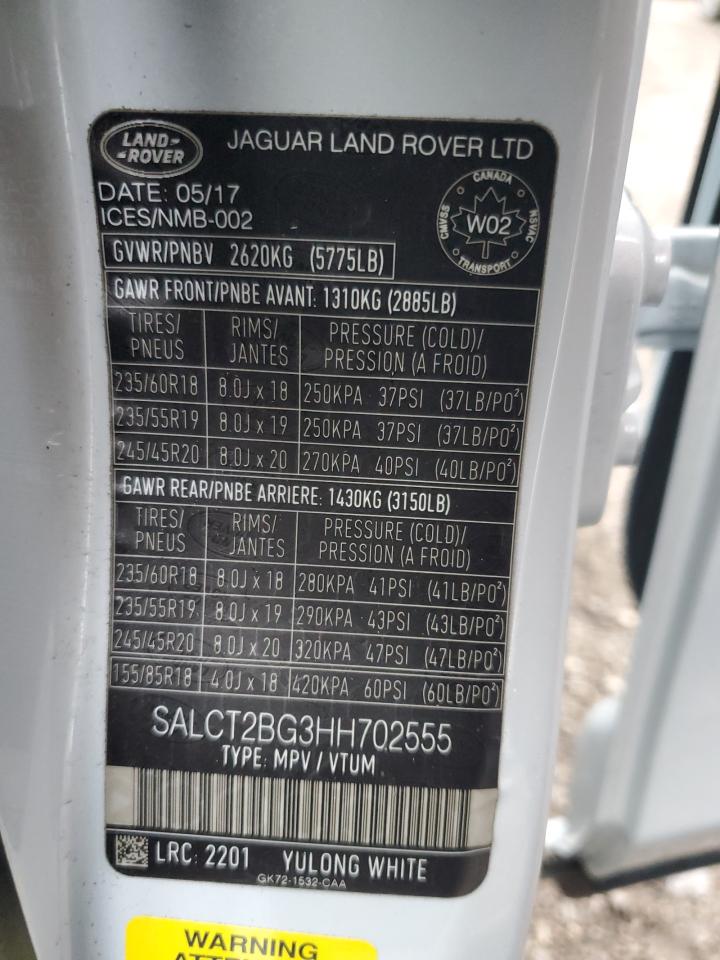 LAND-
-ROVER
JAGUAR LAND ROVER LTD
DATE: 05/17
ICES/NMB-002
CANADA
CMVSS
W02
NSVAC
TRANSPORT
GVWR/PNBV 2620KG (5775LB)
GAWR FRONT/PNBE AVANT: 1310KG (2885LB)
TIRES/ RIMS/ PRESSURE (COLD)/
PNEUS JANTES PRESSION (A FROID)
235/60R18 8.0J x 18 250KPA 37PSI (37LB/PO²)
235/55R19 8.0J x 19 250KPA 37PSI (37LB/PO²)
245/45R20 8.0J x 20 270KPA 40PSI (40LB/PO²)
GAWR REAR/PNBE ARRIERE: 1430KG (3150LB)
TIRES/ RIMS/ PRESSURE (COLD)/
PNEUS JANTES PRESSION (A FROID)
235/60R18 8.0J x 18 280KPA 41PSI (41LB/PO²)
235/55R19 8.0J x 19 290KPA 43PSI (43LB/PO²)
245/45R20 8.0J x 20 320KPA 47PSI (47LB/PO²)
155/85R18 4.0J x 18 420KPA 60PSI (60LB/PO²)
SALCT2BG3HH702555
TYPE: MPV / VTUM
LRC: 2201 YULONG WHITE
GK72-1532-CAA
WARNING